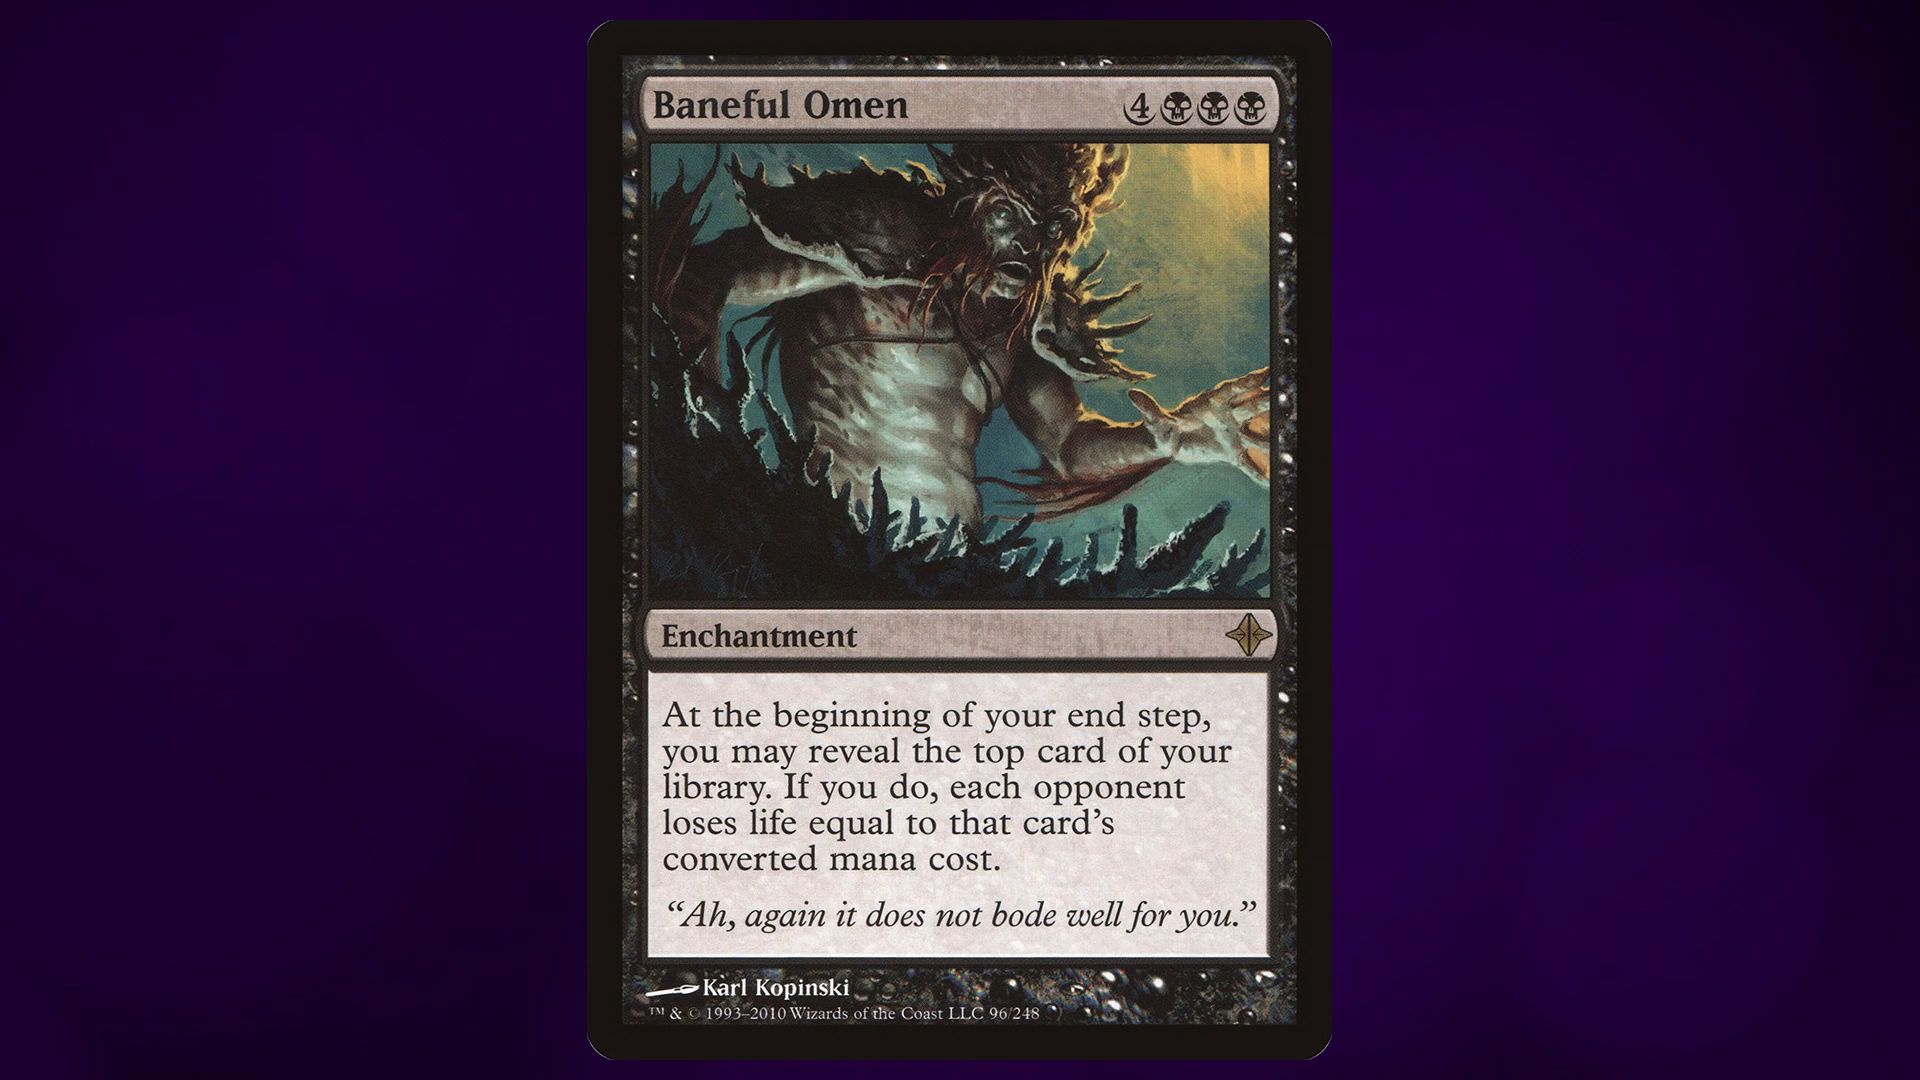 Baneful Omen 4
Enchantment
At the beginning of your end step,
you may reveal the top card of your
library. If you do, each opponent
loses life equal to that card's
converted mana cost.
“Ah, again it does not bode well for you.”
Karl Kopinski
™ & © 1993–2010 Wizards of the Coast LLC 96/248